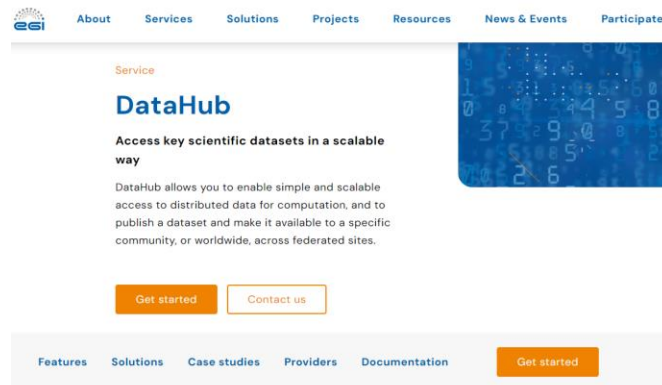 egi
About Services Solutions Projects Resources News & Events Participate
Service
DataHub
Access key scientific datasets in a scalable
way
DataHub allows you to enable simple and scalable
access to distributed data for computation, and to
publish a dataset and make it available to a specific
community, or worldwide, across federated sites.
Get started Contact us
Features Solutions Case studies Providers Documentation Get started